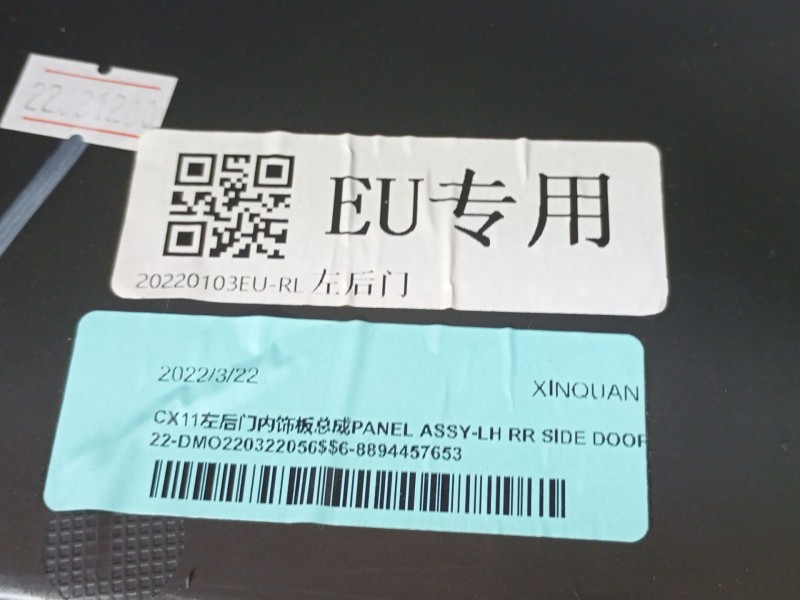 EU专用
20220103EU-RL 左后门
2022/3/22
XINQUAN
CX11左后门内饰板总成PANEL ASSY-LH RR SIDE DOOR
22-DMO220322056$$6-8894457653